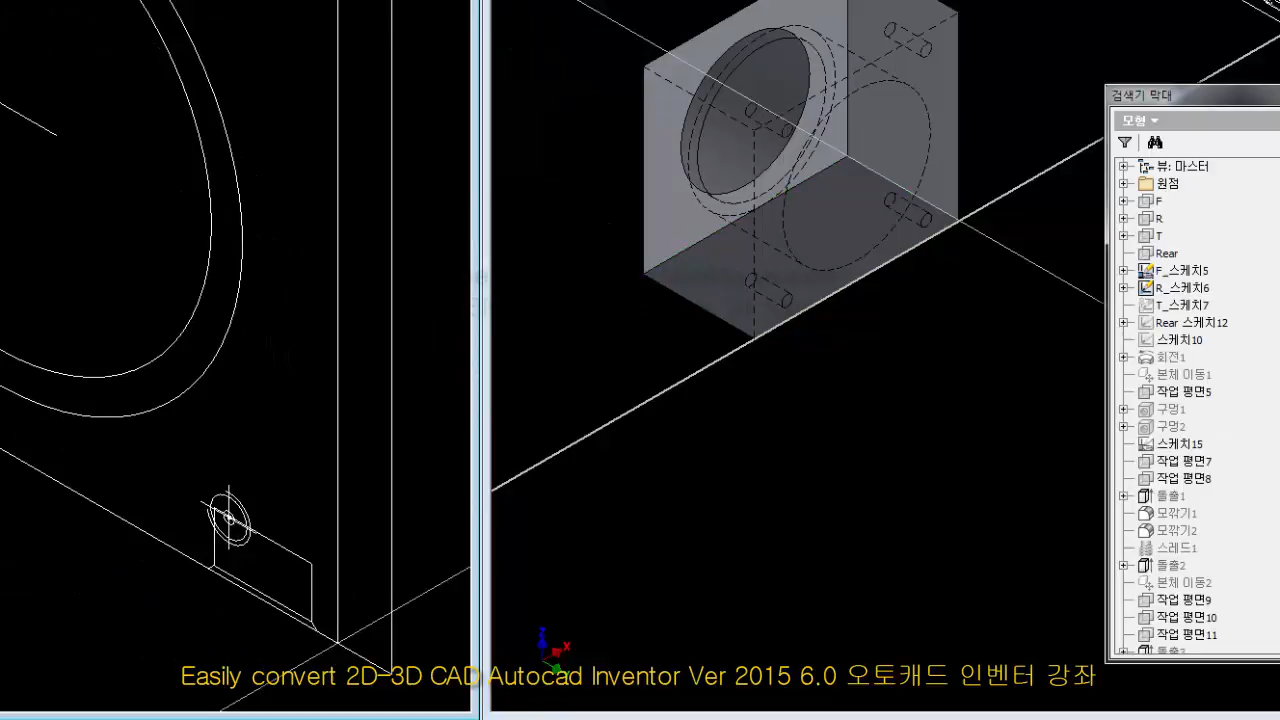 검색기 막대
모형
뷰: 마스터
원점
F
R
T
Rear
F_스케치5
R_스케치6
T_스케치7
Rear 스케치12
스케치10
회전1
본체 이동1
작업 평면5
구멍1
구멍2
스케치15
작업 평면7
작업 평면8
돌출1
모깎기1
모깎기2
스레드1
돌출2
본체 이동2
작업 평면9
작업 평면10
작업 평면11
Z
X
Easily convert 2D-3D CAD Autocad Inventor Ver 2015 6.0 오토캐드 인벤터 강좌